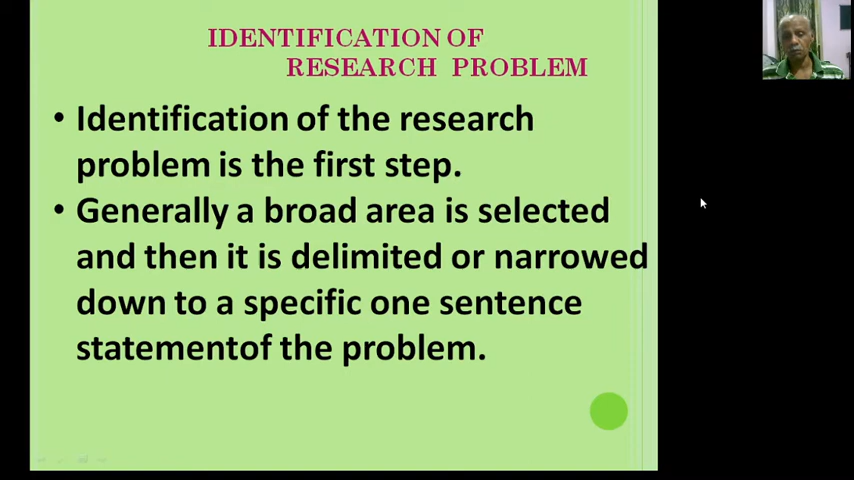 IDENTIFICATION OF
RESEARCH PROBLEM
• Identification of the research
problem is the first step.
• Generally a broad area is selected
and then it is delimited or narrowed
down to a specific one sentence
statementof the problem.